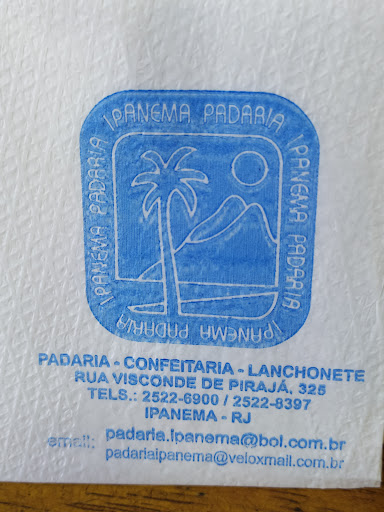 IPANEMA PADARIA
IPANEMA PADARIA
IPANEMA PADARIA
IPANEMA PADARIA
PADARIA - CONFEITARIA - LANCHONETE
RUA VISCONDE DE PIRAJÁ, 325
TELS.: 2522-6900 / 2522-8397
IPANEMA - RJ
email: padaria.ipanema@bol.com.br
padariaipanema@veloxmail.com.br